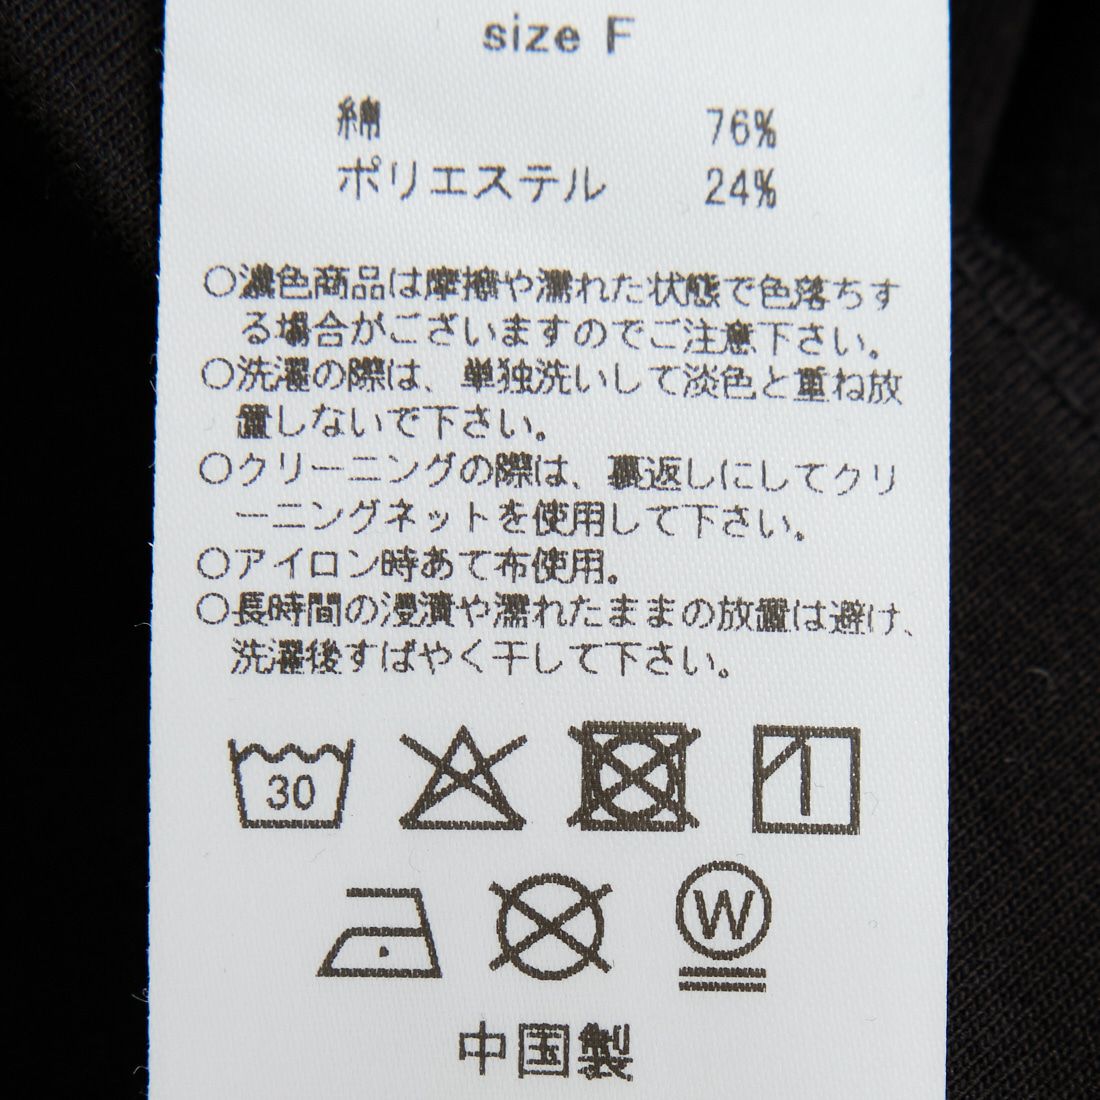 size F
綿 76%
ポリエステル 24%
○濃色商品は摩擦や濡れた状態で色落ちす
る場合がございますのでご注意下さい。
○洗濯の際は、単独洗いして淡色と重ね放
置しないで下さい。
○クリーニングの際は、裏返しにしてクリ
ーニングネットを使用して下さい。
○アイロン時あて布使用。
○長時間の浸漬や濡れたままの放置は避け、
洗濯後すばやく干して下さい。
30
W
中国製